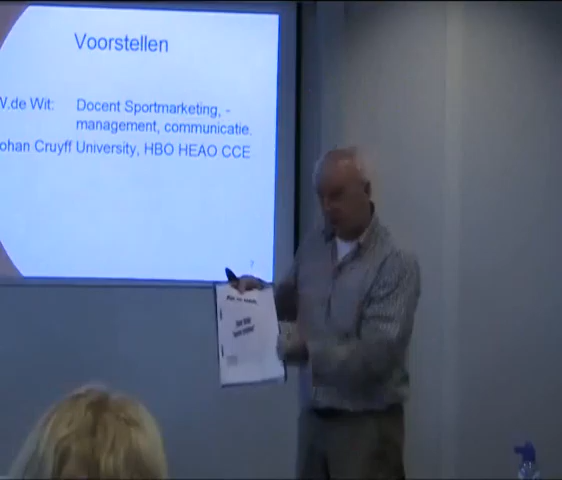 Voorstellen
W.de Wit: Docent Sportmarketing, -
management, communicatie.
ohan Cruyff University, HBO HEAO CCE